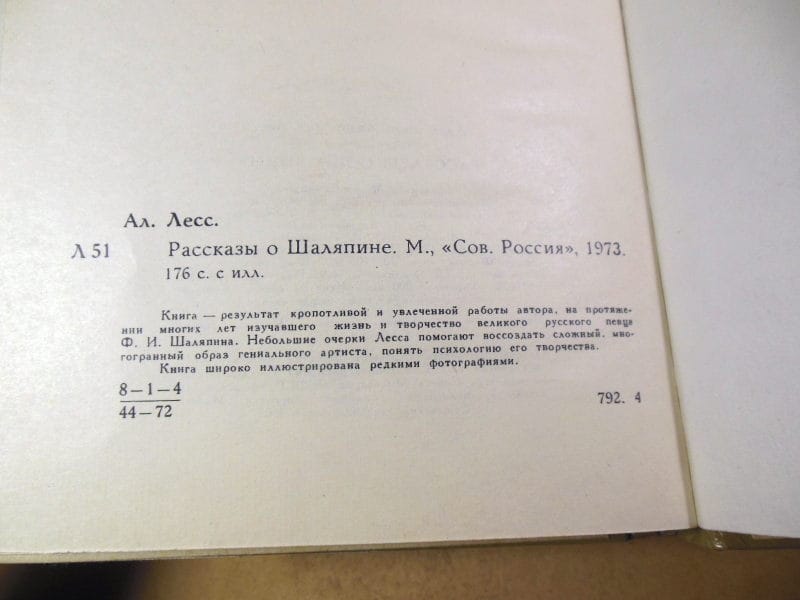 Ал. Лесс.
Л 51 Рассказы о Шаляпине. М., «Сов. Россия», 1973.
176 с. с илл.
Книга — результат кропотливой и увлеченной работы автора, на протяже-
нии многих лет изучавшего жизнь и творчество великого русского певца
Ф. И. Шаляпина. Небольшие очерки Лесса помогают воссоздать сложный, мно-
гогранный образ гениального артиста, понять психологию его творчества.
Книга широко иллюстрирована редкими фотографиями.
8—1—4
44—72
792. 4